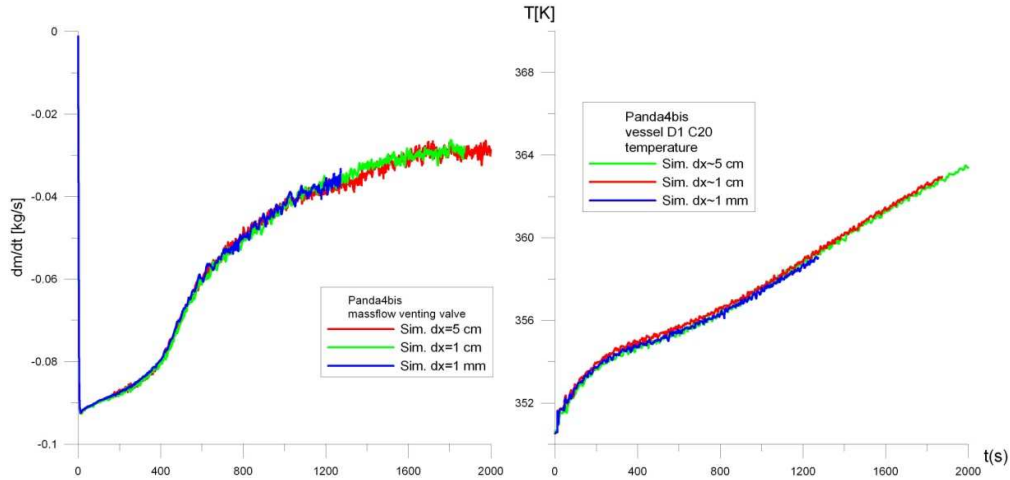 T[K]
0
-0.02
-0.04
-0.06
-0.08
-0.1
dm/dt [kg/s]
Panda4bis
massflow venting valve
Sim. dx=5 cm
Sim. dx=1 cm
Sim. dx=1 mm
0
400
800
1200
1600
2000
368
364
360
356
352
Panda4bis
vessel D1 C20
temperature
Sim. dx~5 cm
Sim. dx~1 cm
Sim. dx~1 mm
0
400
800
1200
1600
2000
t(s)